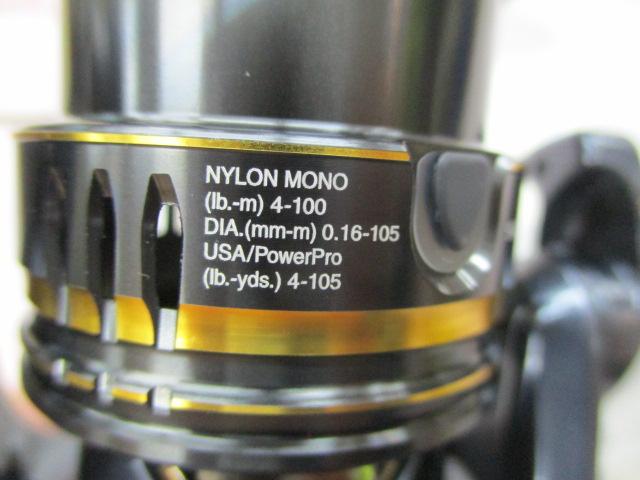 NYLON MONO
(lb.-m) 4-100
DIA.(mm-m) 0.16-105
USA/PowerPro
(lb.-yds.) 4-105